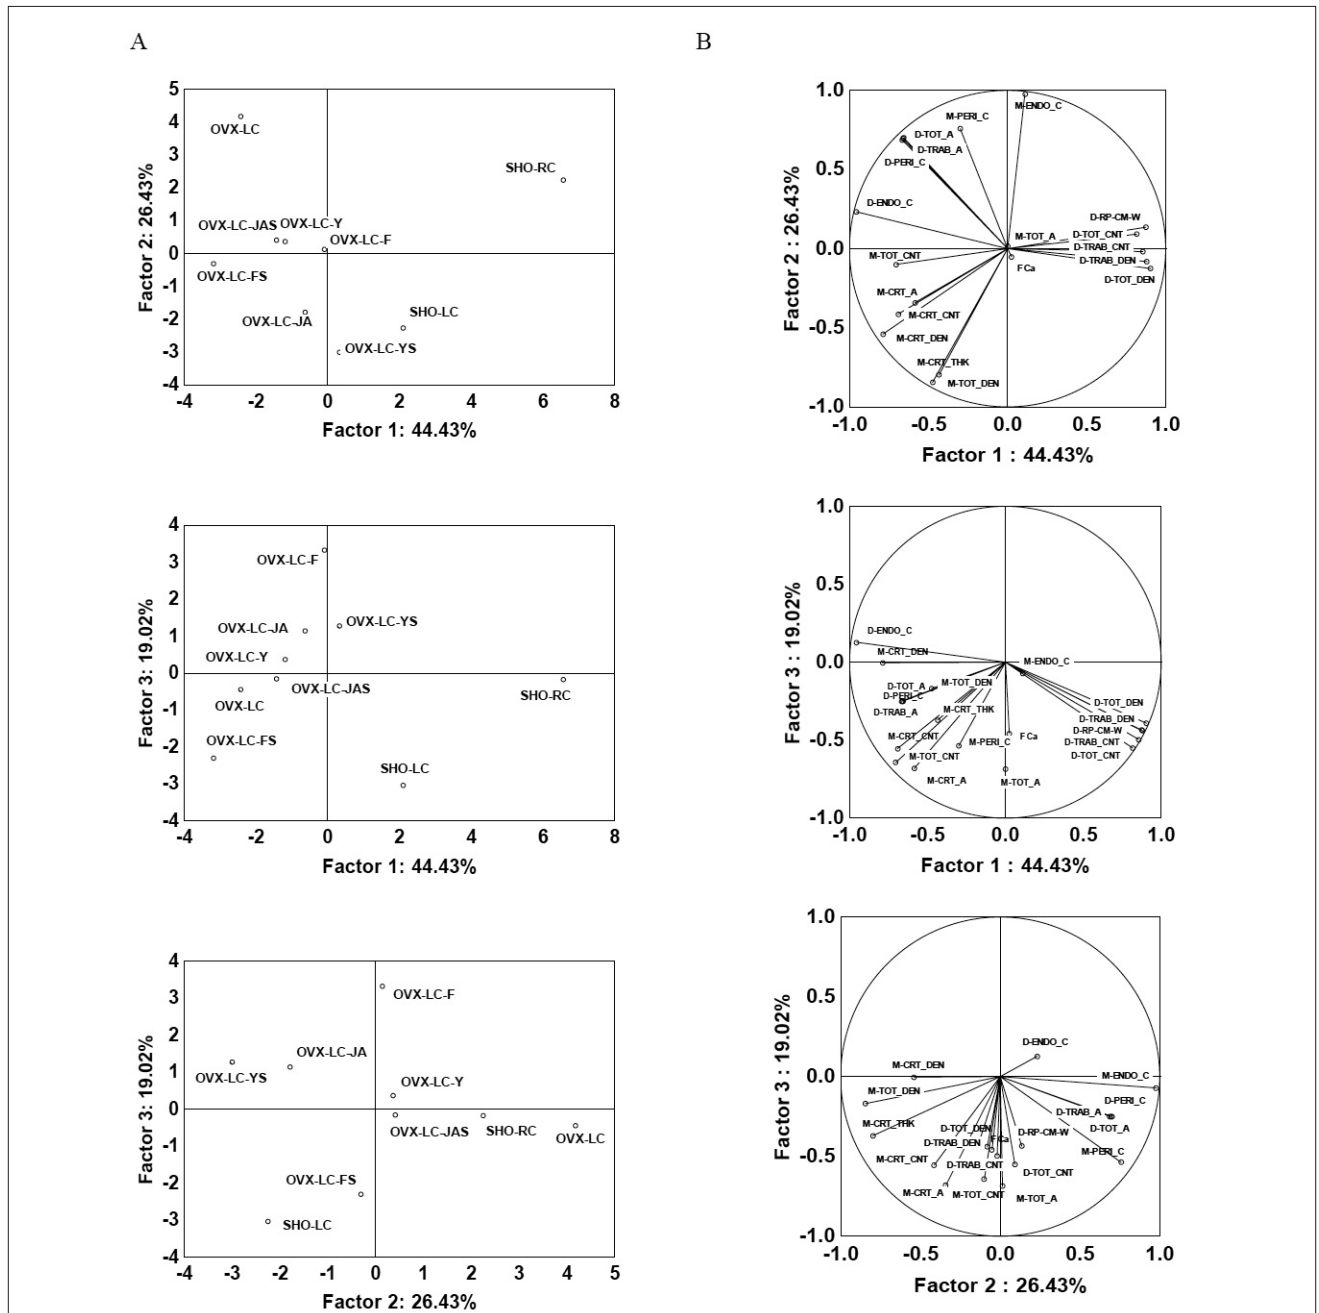 A
B
5
4
3
2
1
0
-1
-2
-3
-4
-4
-2
0
2
4
6
8
Factor 2: 26.43%
Factor 1: 44.43%
OVX-LC
SHO-RC
OVX-LC-JAS
OVX-LC-Y
OVX-LC-F
OVX-LC-FS
OVX-LC-JA
SHO-LC
OVX-LC-YS
1.0
0.5
0.0
-0.5
-1.0
-1.0
-0.5
0.0
0.5
1.0
Factor 2 : 26.43%
Factor 1 : 44.43%
M-ENDO_C
M-PERI_C
D-TOT_A
D-TRAB_A
D-PERI_C
D-ENDO_C
D-RP-CM-W
M-TOT_A
D-TOT_CNT
D-TRAB_CNT
M-TOT_CNT
D-TRAB_DEN
FCa
D-TOT_DEN
M-CRT_A
M-CRT_CNT
M-CRT_DEN
M-CRT_THK
M-TOT_DEN
4
3
2
1
0
-1
-2
-3
-4
-4
-2
0
2
4
6
8
Factor 3: 19.02%
Factor 1: 44.43%
OVX-LC-F
OVX-LC-YS
OVX-LC-JA
OVX-LC-Y
OVX-LC-JAS
SHO-RC
OVX-LC
OVX-LC-FS
SHO-LC
1.0
0.5
0.0
-0.5
-1.0
-1.0
-0.5
0.0
0.5
1.0
Factor 3 : 19.02%
Factor 1 : 44.43%
D-ENDO_C
M-CRT_DEN
M-ENDO_C
M-TOT_DEN
D-TOT_A
D-PERI_C
D-TOT_DEN
M-CRT_THK
D-TRAB_A
D-TRAB_DEN
D-RP-CM-W
M-CRT_CNT
FCa
M-PERI_C
D-TRAB_CNT
M-TOT_CNT
D-TOT_CNT
M-CRT_A
M-TOT_A
4
3
2
1
0
-1
-2
-3
-4
-4
-3
-2
-1
0
1
2
3
4
5
Factor 3: 19.02%
Factor 2: 26.43%
OVX-LC-F
OVX-LC-JA
OVX-LC-YS
OVX-LC-Y
OVX-LC-JAS
SHO-RC
OVX-LC
OVX-LC-FS
SHO-LC
1.0
0.5
0.0
-0.5
-1.0
-1.0
-0.5
0.0
0.5
1.0
Factor 3 : 19.02%
Factor 2 : 26.43%
D-ENDO_C
M-CRT_DEN
M-ENDO_C
M-TOT_DEN
D-PERI_C
D-TRAB_A
M-CRT_THK
D-TOT_DEN
D-TOT_A
D-RP-CM-W
D-TRAB_DEN
FCa
M-PERI_C
M-CRT_CNT
D-TRAB_CNT
D-TOT_CNT
M-CRT_A
M-TOT_CNT
M-TOT_A